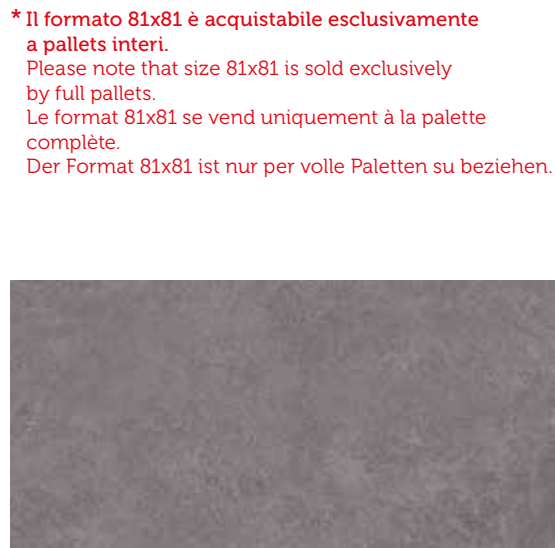 * Il formato 81x81 è acquistabile esclusivamente
a pallets interi.
Please note that size 81x81 is sold exclusively
by full pallets.
Le format 81x81 se vend uniquement à la palette
complète.
Der Format 81x81 ist nur per volle Paletten su beziehen.